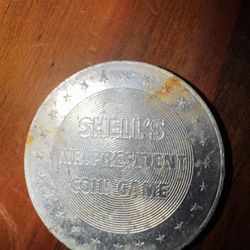 SHELL'S
MR. PRESIDENT
COIN GAME